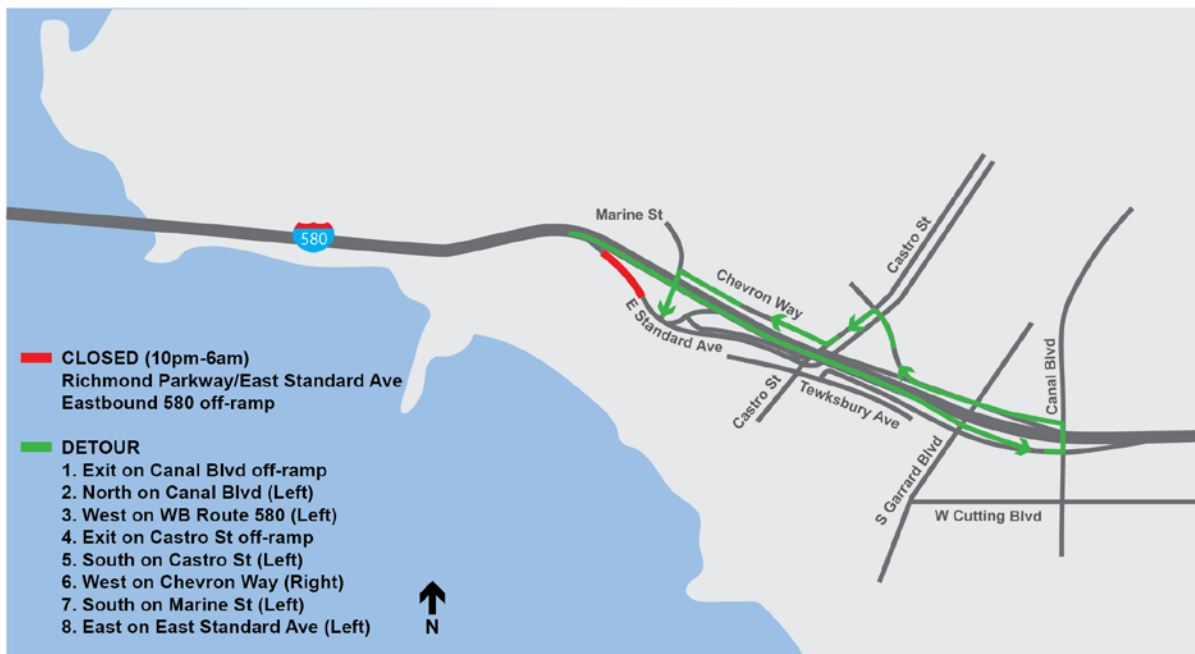 Marine St
580
Chevron Way
Castro St
E Standard Ave
Castro St
Tewksbury Ave
Canal Blvd
S Garrard Blvd
W Cutting Blvd
CLOSED (10pm-6am)
Richmond Parkway/East Standard Ave
Eastbound 580 off-ramp
DETOUR
1. Exit on Canal Blvd off-ramp
2. North on Canal Blvd (Left)
3. West on WB Route 580 (Left)
4. Exit on Castro St off-ramp
5. South on Castro St (Left)
6. West on Chevron Way (Right)
7. South on Marine St (Left)
8. East on East Standard Ave (Left)
N